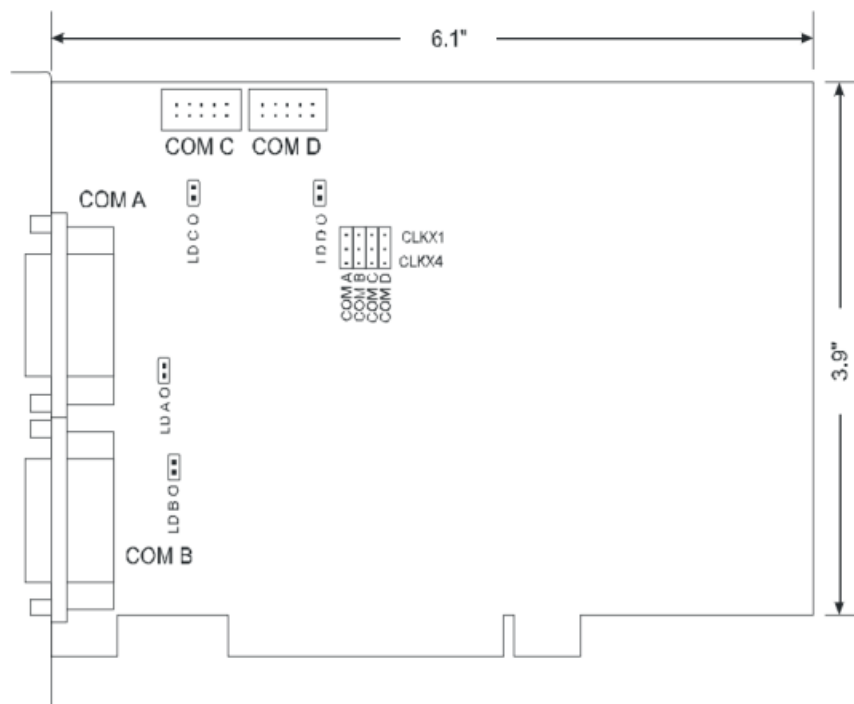 6.1"
COM C COM D
COM A
LDCO
LDDO
CLKX1
CLKX4
COM A
COM B
COM C
COM D
3.9"
LDAO
LDBO
COM B